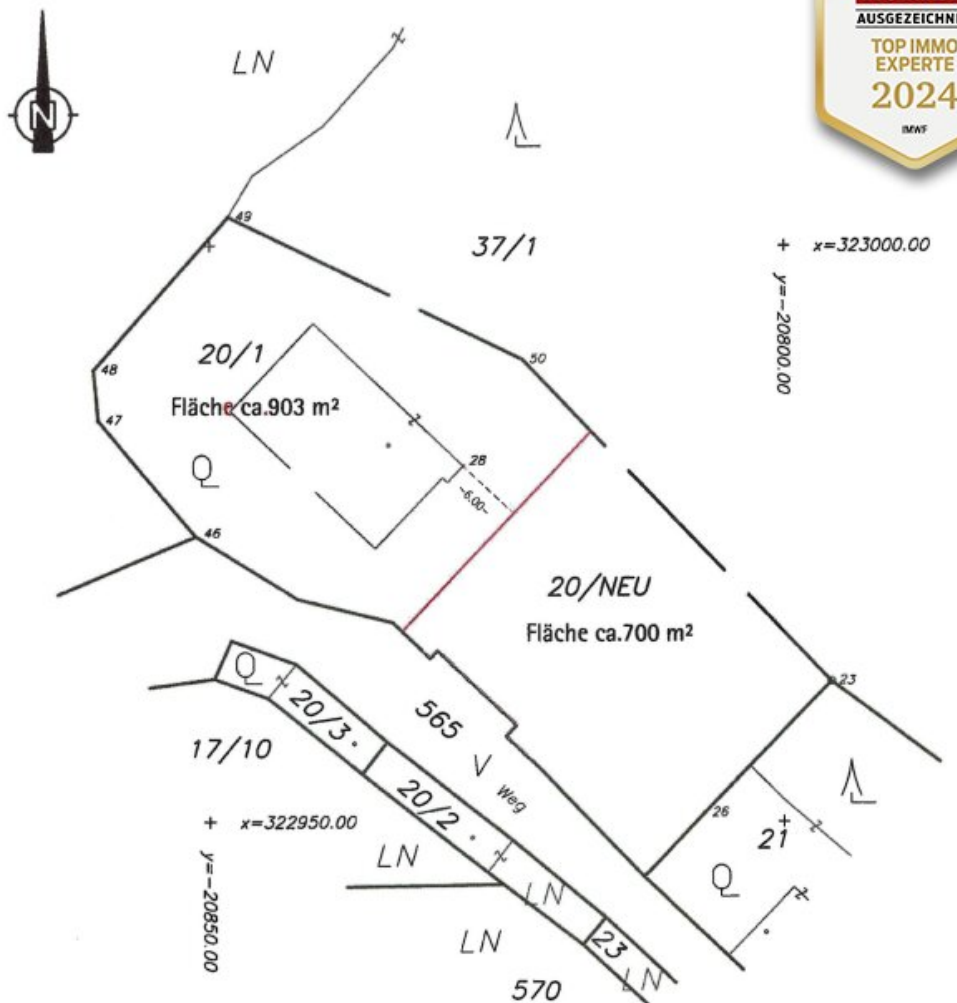 AUSGEZEICHN
TOP IMMO
EXPERTE
2024
IMWF
N
LN
49
37/1
+ x=323000.00
y=-20800.00
20/1
48
50
Fläche ca.903 m²
47
28
-6.00-
46
20/NEU
Fläche ca.700 m²
23
565
20/3
17/10
V
Weg
20/2
26
21
+ x=322950.00
y=-20850.00
LN
LN
LN
23
LN
570